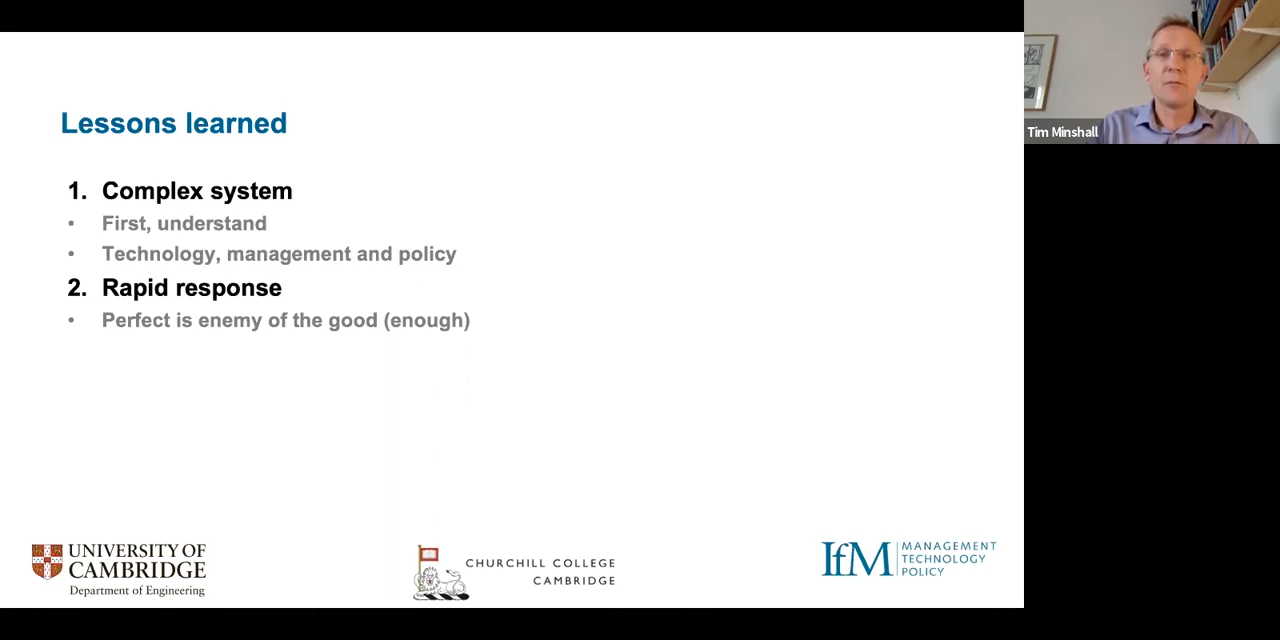 Lessons learned
1. Complex system
• First, understand
• Technology, management and policy
2. Rapid response
• Perfect is enemy of the good (enough)
Tim Minshall
UNIVERSITY OF
CAMBRIDGE
Department of Engineering
CHURCHILL COLLEGE
CAMBRIDGE
IfM
MANAGEMENT
TECHNOLOGY
POLICY